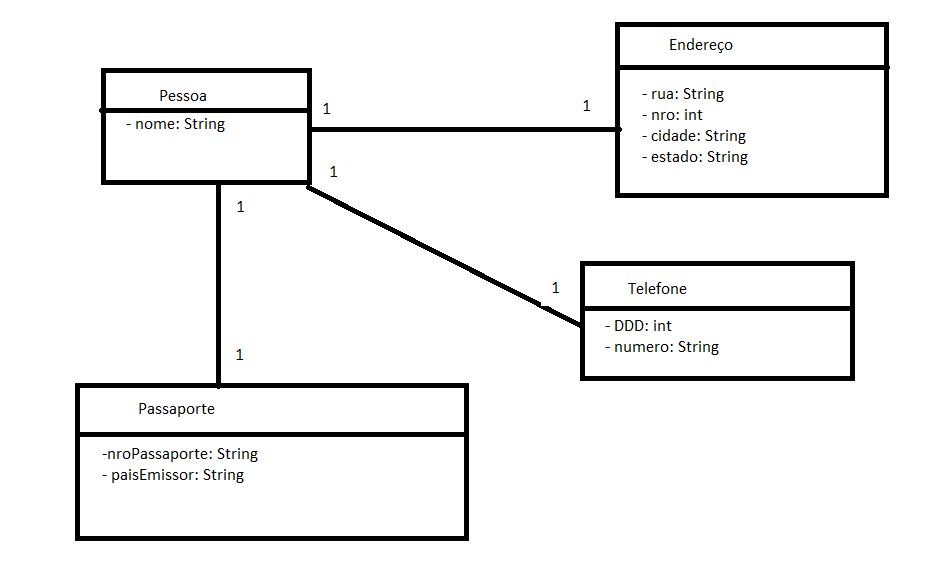 Pessoa
- nome: String
1
1
Endereço
- rua: String
- nro: int
- cidade: String
- estado: String
1
1
Telefone
- DDD: int
- numero: String
1
1
Passaporte
-nroPassaporte: String
- paisEmissor: String